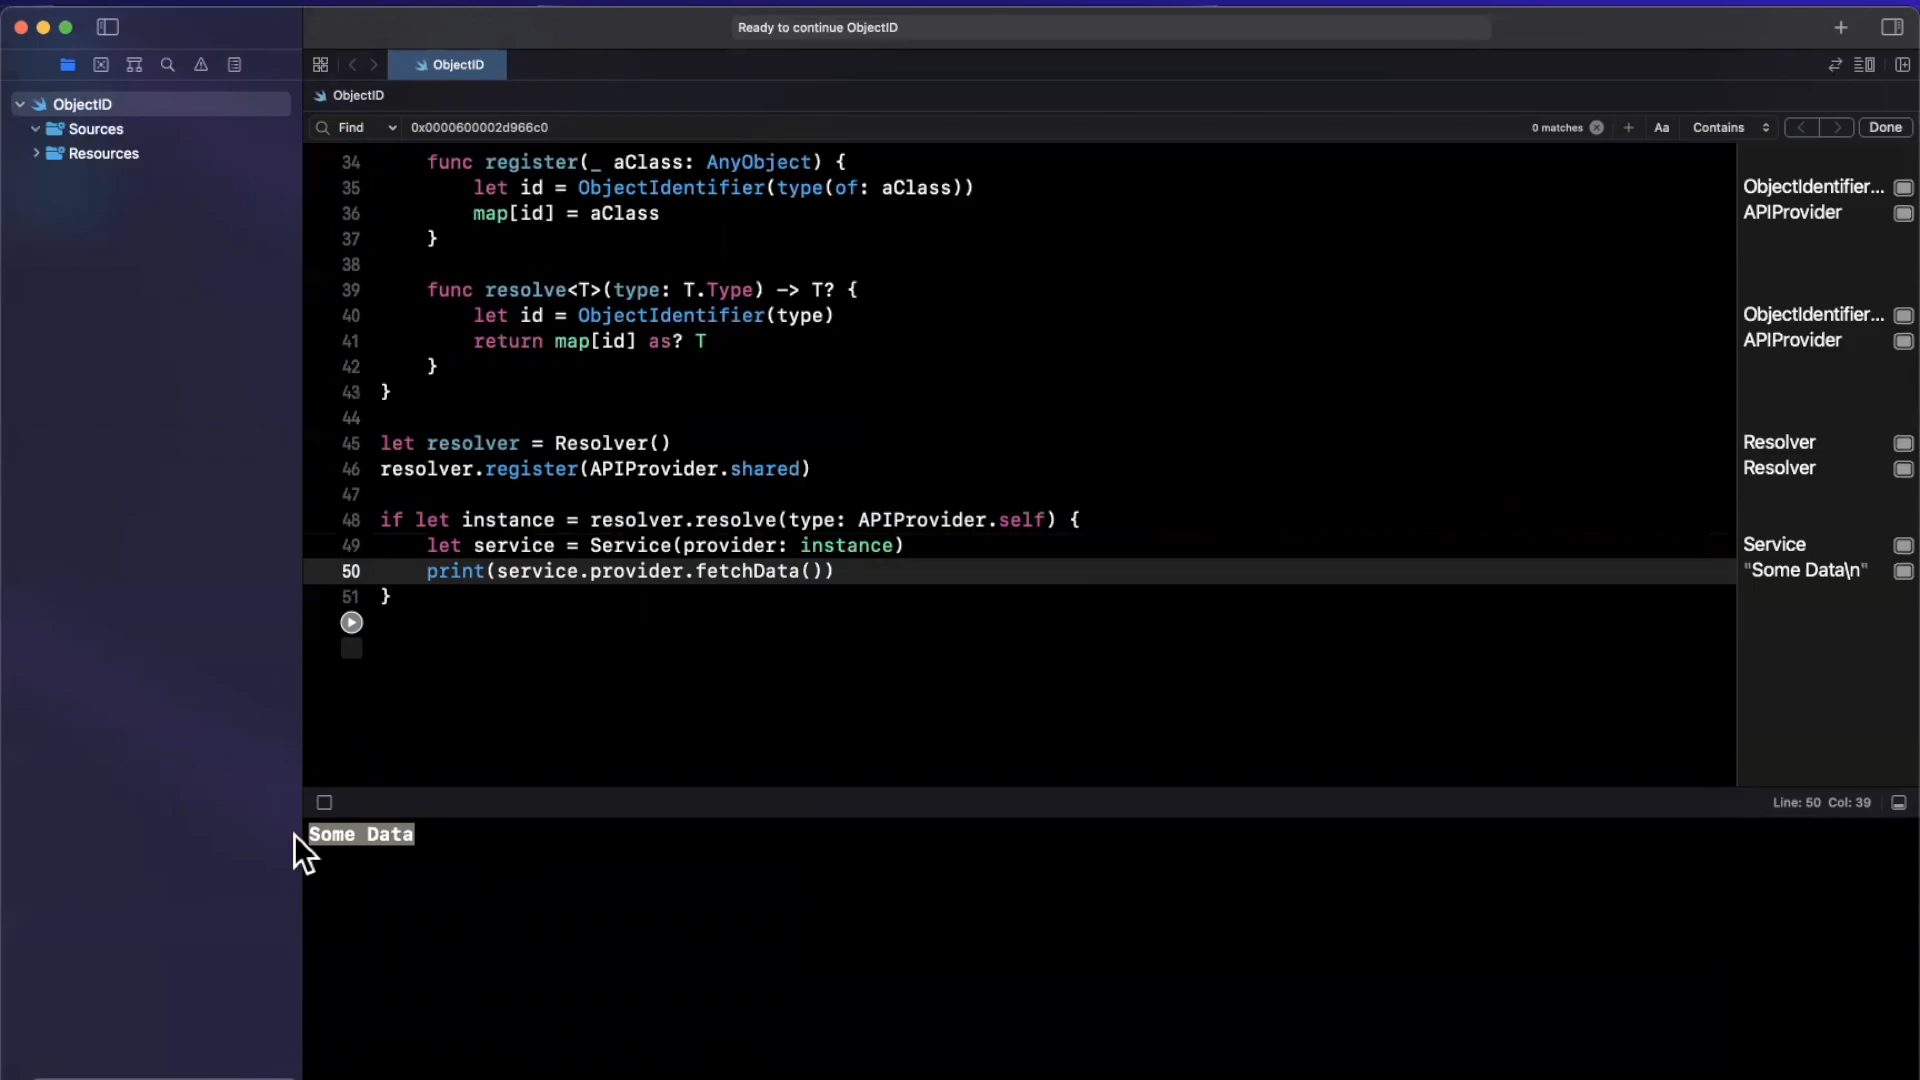 Ready to continue ObjectID
ObjectID
ObjectID
Sources
Resources
ObjectID
Find 0x0000600002d966c0 0 matches Aa Contains Done
34 func register(_ aClass: AnyObject) {
35 let id = ObjectIdentifier(type(of: aClass))
36 map[id] = aClass
37 }
38
39 func resolve<T>(type: T.Type) -> T? {
40 let id = ObjectIdentifier(type)
41 return map[id] as? T
42 }
43 }
44
45 let resolver = Resolver()
46 resolver.register(APIProvider.shared)
47
48 if let instance = resolver.resolve(type: APIProvider.self) {
49 let service = Service(provider: instance)
50 print(service.provider.fetchData())
51 }
ObjectIdentifier...
APIProvider
ObjectIdentifier...
APIProvider
Resolver
Resolver
Service
"Some Data\n"
Line: 50 Col: 39
Some Data